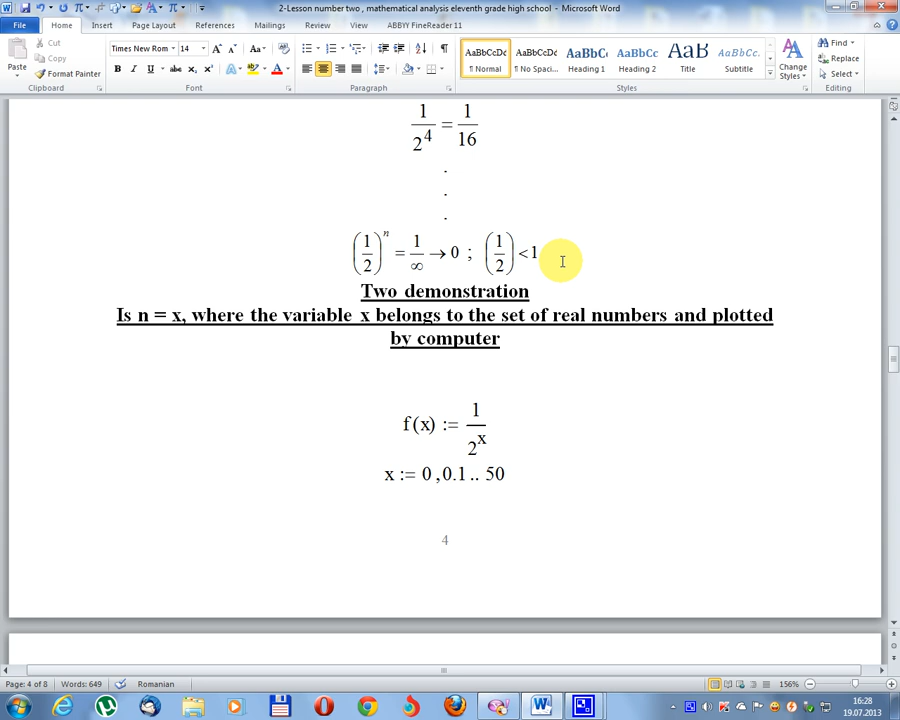 2-Lesson number two , mathematical analysis eleventh grade high school - Microsoft Word
File Home Insert Page Layout References Mailings Review View ABBYY FineReader 11
Paste
Cut
Copy
Format Painter
Clipboard
Times New Rom 14 A A Aa
B I U abc x₂ x² A
Font
¶
Paragraph
AaBbCcDc AaBbCcDc AaBbCc AaBbCc AaB AaBbCc.
¶ Normal ¶ No Spaci... Heading 1 Heading 2 Title Subtitle
Change Styles
Styles
Find
Replace
Select
Editing
1/2^4 = 1/16
.
.
.
(1/2)^n = 1/∞ → 0 ; (1/2) < 1
Two demonstration
Is n = x, where the variable x belongs to the set of real numbers and plotted
by computer
f(x) := 1/2^x
x := 0 , 0.1 .. 50
4
Page: 4 of 8 Words: 649 Romanian 156%
16:28
19.07.2013